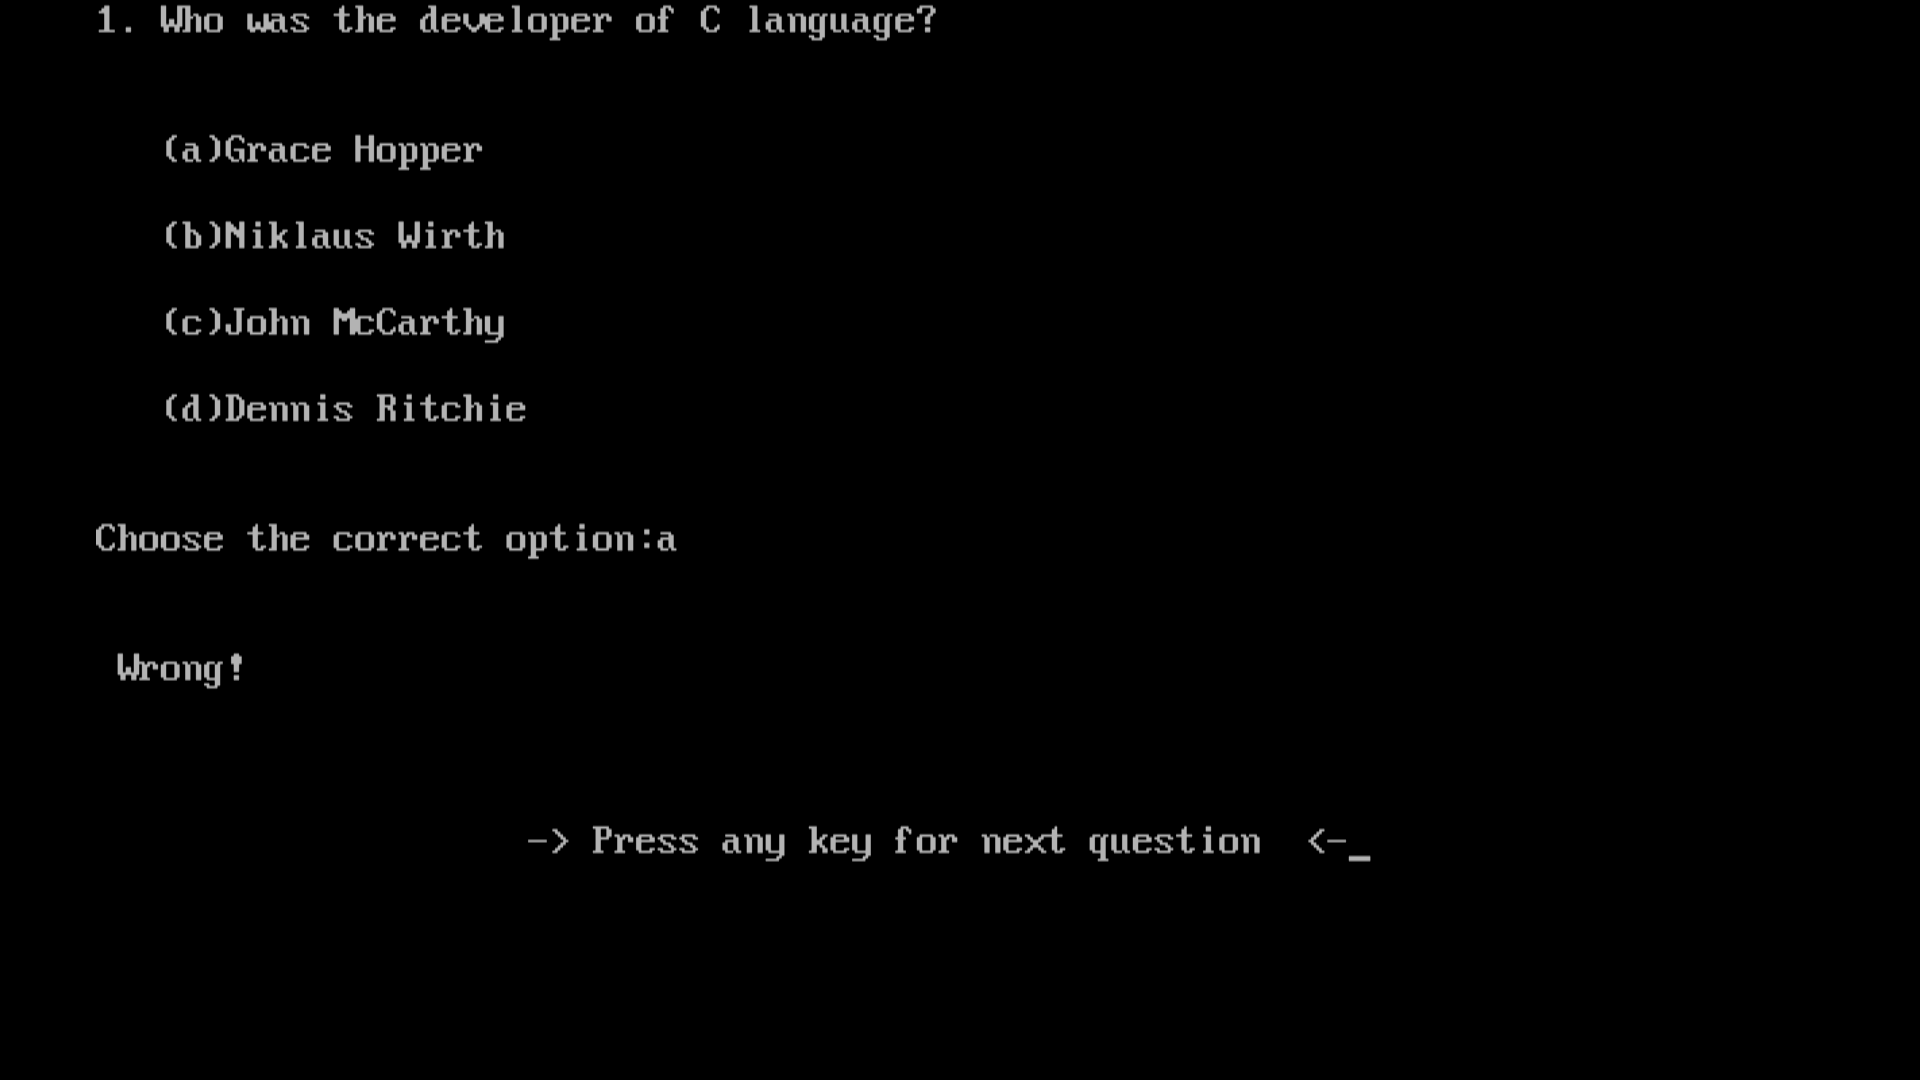 1. Who was the developer of C language?
(a)Grace Hopper
(b)Niklaus Wirth
(c)John McCarthy
(d)Dennis Ritchie
Choose the correct option:a
Wrong!
-> Press any key for next question  <-_